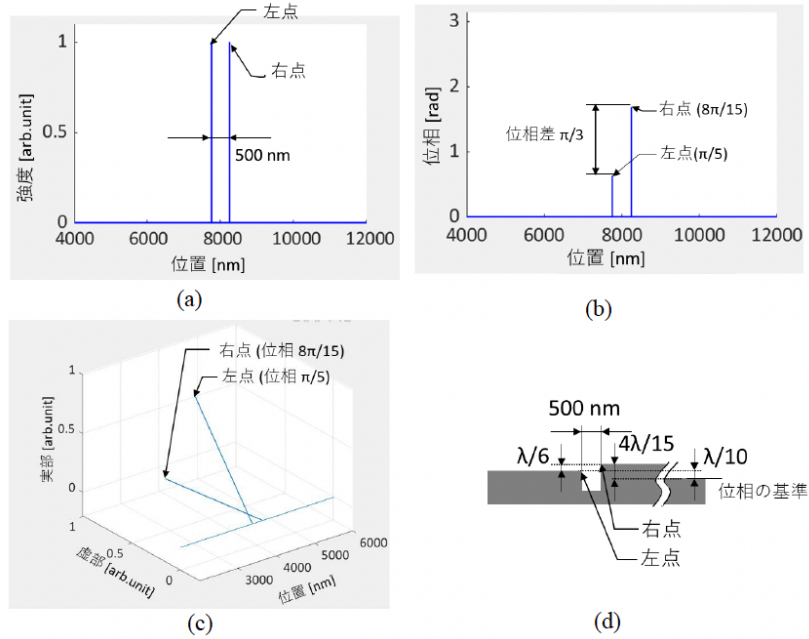 左点
右点
500 nm
強度 [arb.unit]
1
0.5
0
4000 6000 8000 10000 12000
位置 [nm]
(a)
位相 [rad]
3
2
1
0
右点 (8π/15)
位相差 π/3
左点(π/5)
4000 6000 8000 10000 12000
位置 [nm]
(b)
右点 (位相 8π/15)
左点 (位相 π/5)
実部 [arb.unit]
1
0.5
0
虚部 [arb.unit]
1
0.5
0
位置 [nm]
3000
4000
5000
6000
(c)
500 nm
λ/6
4λ/15
λ/10
位相の基準
右点
左点
(d)